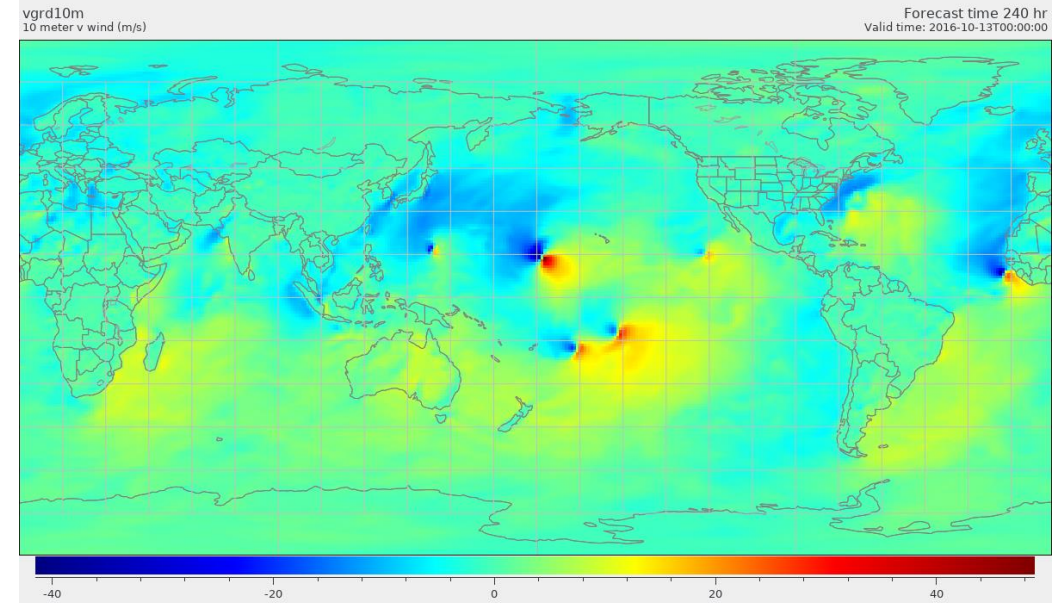 vgrd10m
10 meter v wind (m/s)
Forecast time 240 hr
Valid time: 2016-10-13T00:00:00
-40 -20 0 20 40